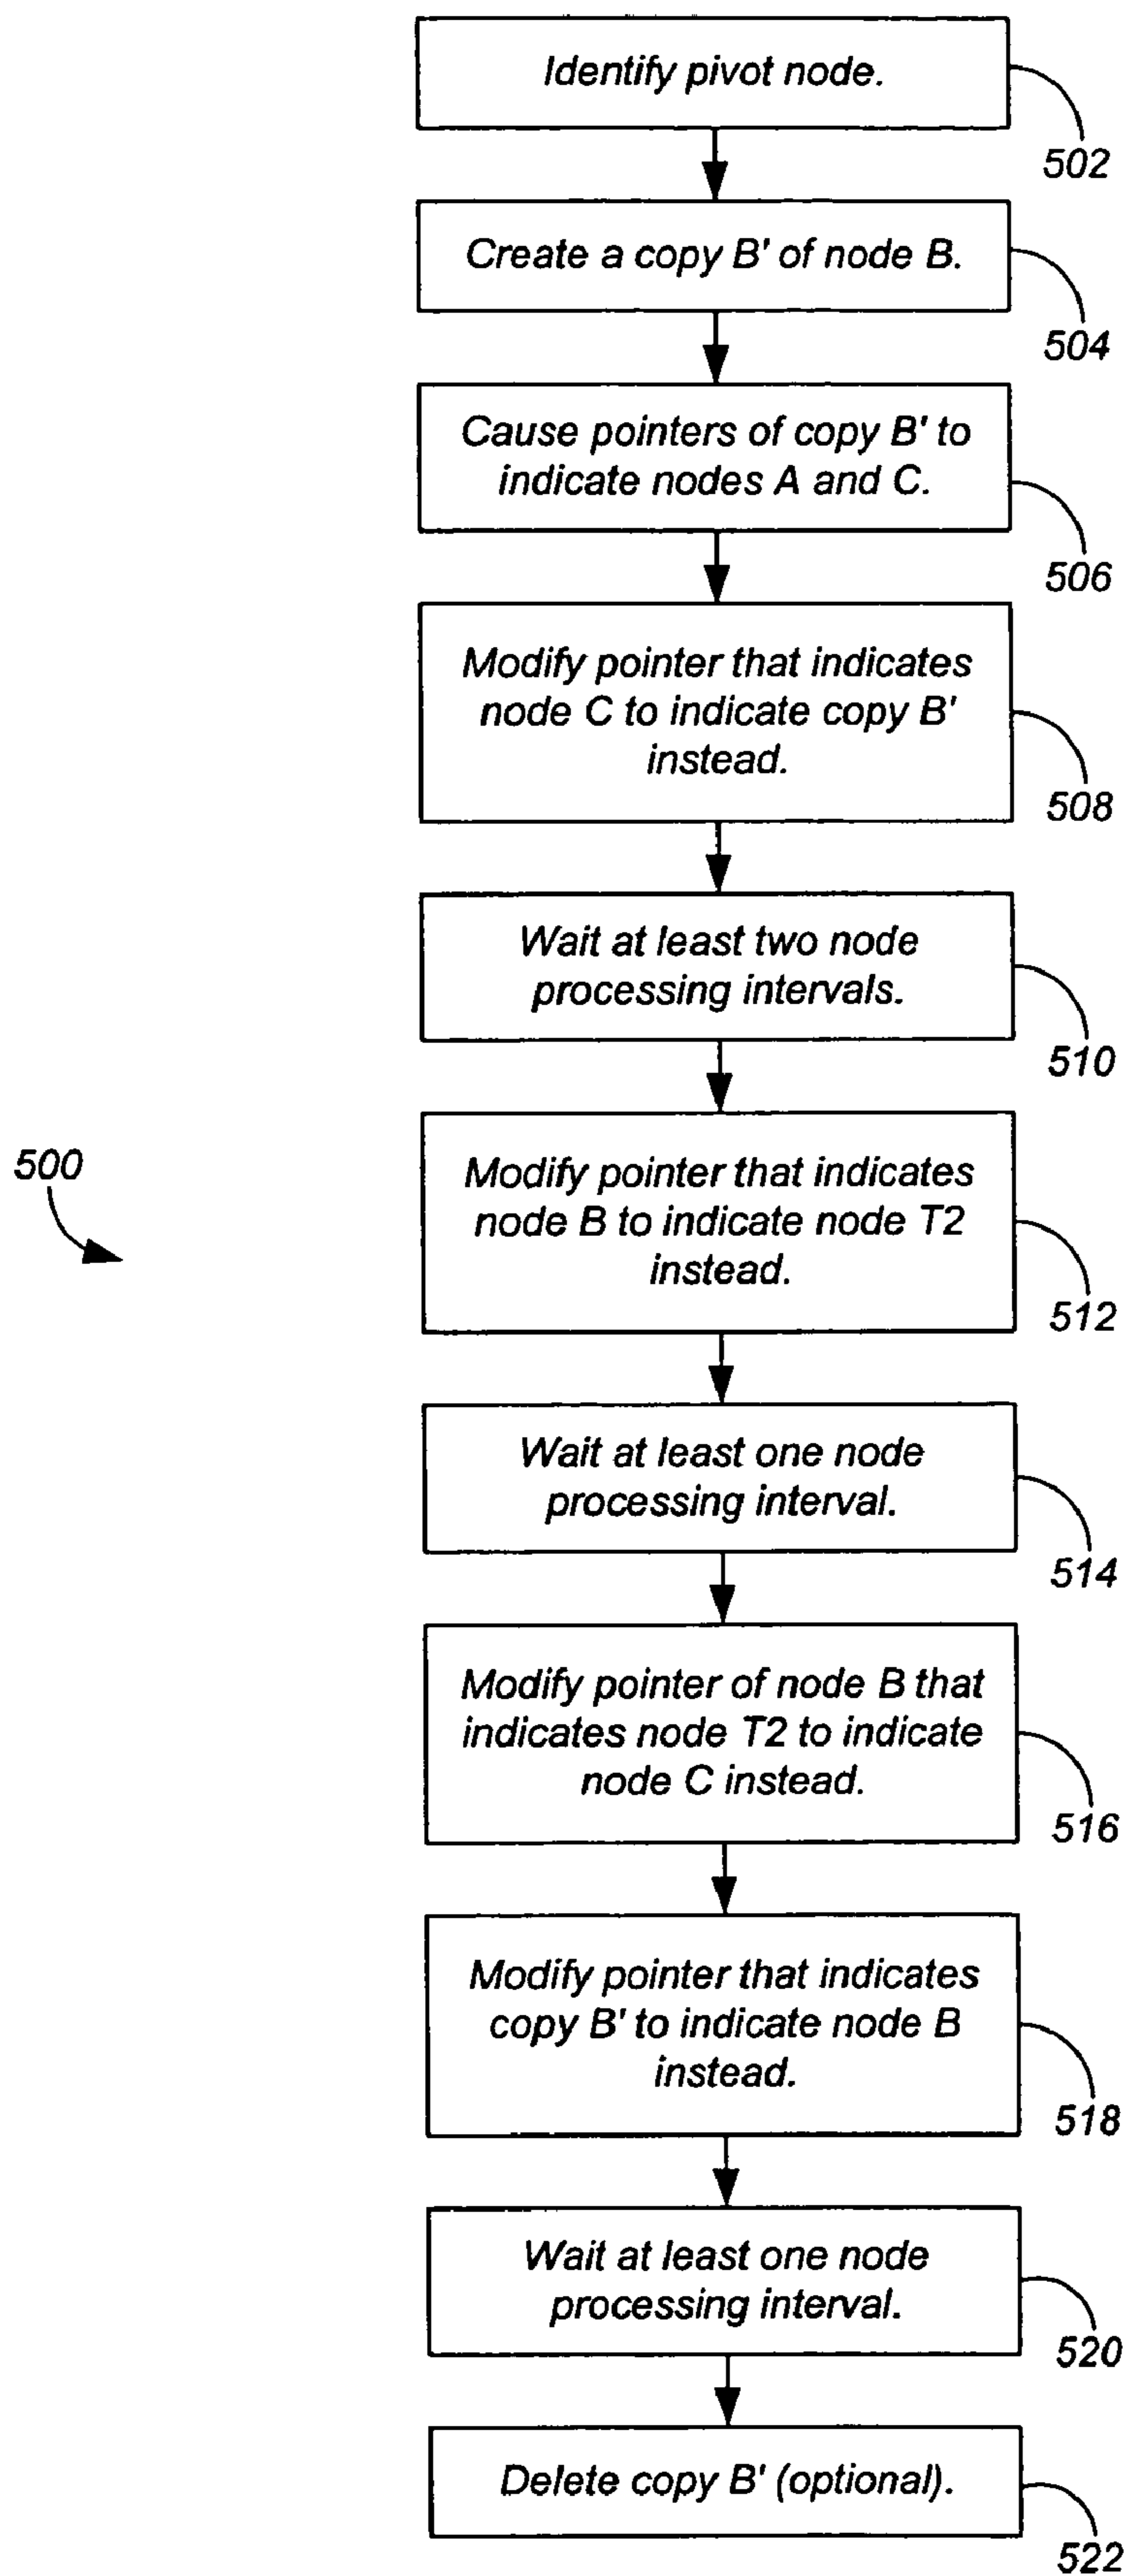 Identify pivot node.
502
Create a copy B' of node B.
504
Cause pointers of copy B' to
indicate nodes A and C.
506
Modify pointer that indicates
node C to indicate copy B'
instead.
508
Wait at least two node
processing intervals.
510
500
Modify pointer that indicates
node B to indicate node T2
instead.
512
Wait at least one node
processing interval.
514
Modify pointer of node B that
indicates node T2 to indicate
node C instead.
516
Modify pointer that indicates
copy B' to indicate node B
instead.
518
Wait at least one node
processing interval.
520
Delete copy B' (optional).
522